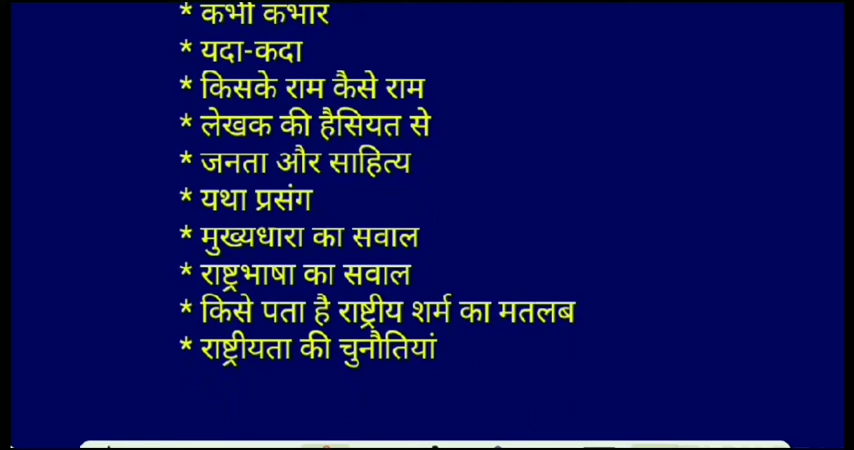 * कभी कभार
* यदा-कदा
* किसके राम कैसे राम
* लेखक की हैसियत से
* जनता और साहित्य
* यथा प्रसंग
* मुख्यधारा का सवाल
* राष्ट्रभाषा का सवाल
* किसे पता है राष्ट्रीय शर्म का मतलब
* राष्ट्रीयता की चुनौतियां